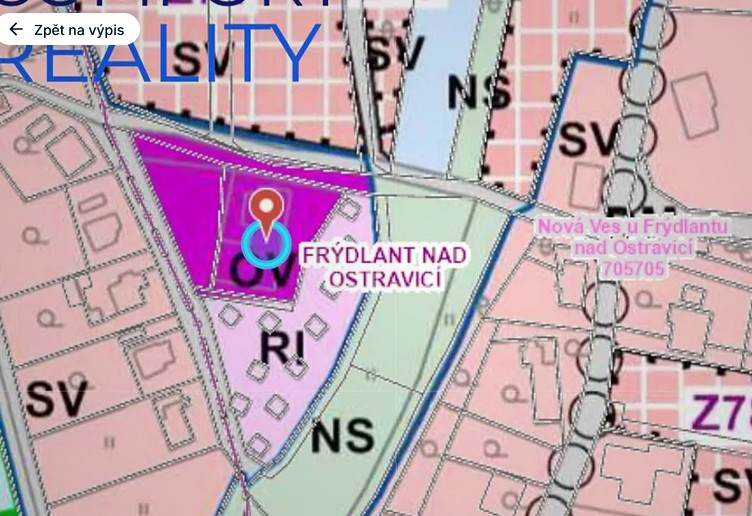 Zpět na výpis
REALITY
SV
SV
NS
SV
Nová Ves u Frýdlantu
nad Ostravicí
705705
FRÝDLANT NAD
OSTRAVICÍ
OV
RI
SV
NS